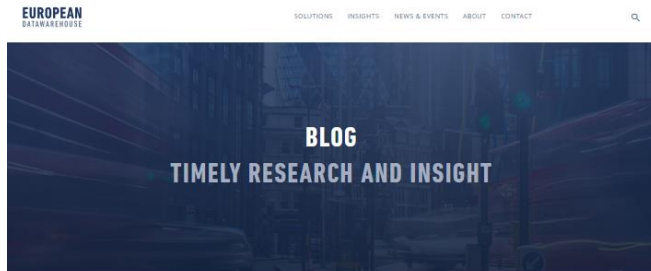 EUROPEAN
DATAWAREHOUSE
SOLUTIONS INSIGHTS NEWS & EVENTS ABOUT CONTACT
BLOG
TIMELY RESEARCH AND INSIGHT